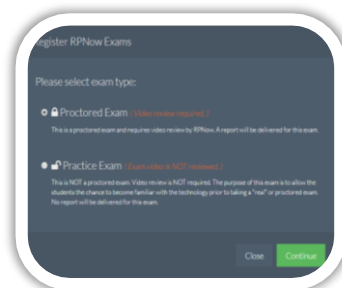 Register RPNow Exams
Please select exam type:
Proctored Exam (Video review required.)
This is a proctored exam and requires video review by RPNow. A report will be delivered for this exam.
Practice Exam (Exam video is NOT reviewed.)
This is NOT a proctored exam. Video review is NOT required. The purpose of this exam is to allow the
students the chance to become familiar with the technology prior to taking a "real" or proctored exam.
No report will be delivered for this exam.
Close Continue